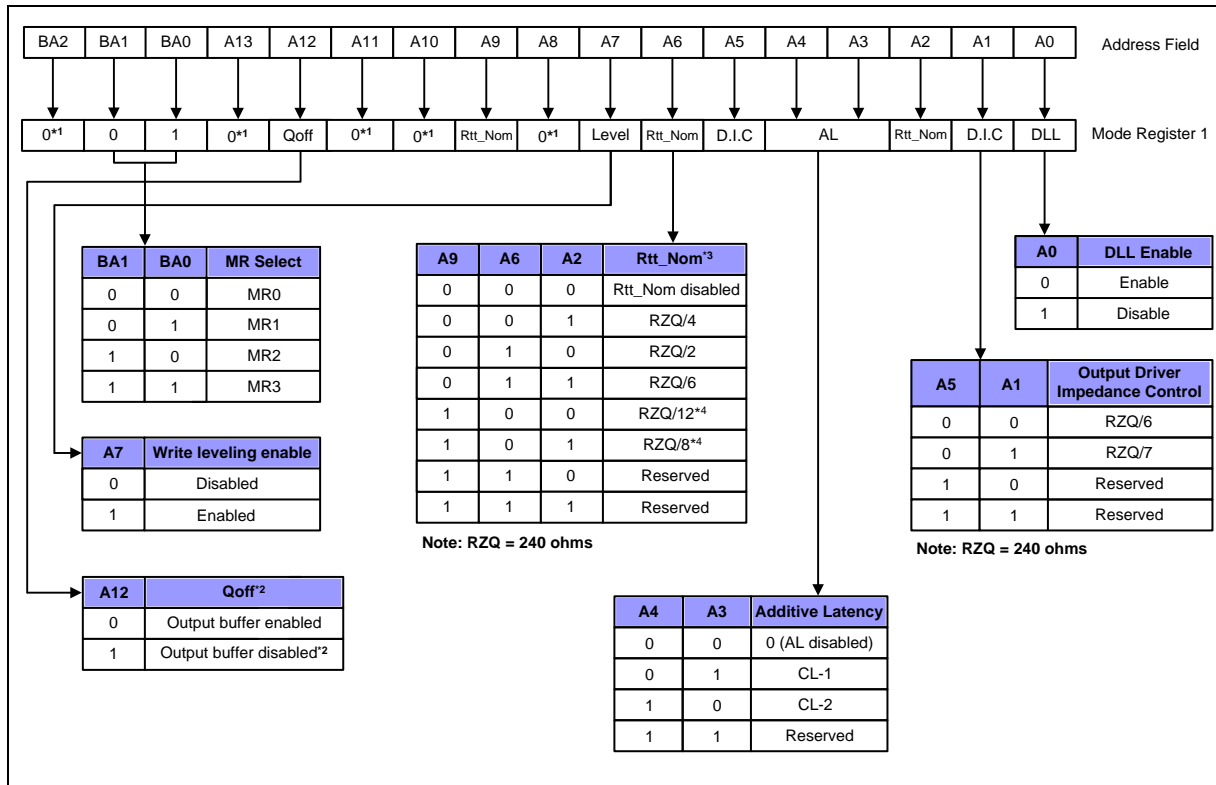 BA2 BA1 BA0 A13 A12 A11 A10 A9 A8 A7 A6 A5 A4 A3 A2 A1 A0 Address Field
0*1 0 1 0*1 Qoff 0*1 0*1 Rtt_Nom 0*1 Level Rtt_Nom D.I.C AL Rtt_Nom D.I.C DLL Mode Register 1
BA1 BA0 MR Select
0 0 MR0
0 1 MR1
1 0 MR2
1 1 MR3
A7 Write leveling enable
0 Disabled
1 Enabled
A12 Qoff*2
0 Output buffer enabled
1 Output buffer disabled*2
A9 A6 A2 Rtt_Nom*3
0 0 0 Rtt_Nom disabled
0 0 1 RZQ/4
0 1 0 RZQ/2
0 1 1 RZQ/6
1 0 0 RZQ/12*4
1 0 1 RZQ/8*4
1 1 0 Reserved
1 1 1 Reserved
Note: RZQ = 240 ohms
A4 A3 Additive Latency
0 0 0 (AL disabled)
0 1 CL-1
1 0 CL-2
1 1 Reserved
A0 DLL Enable
0 Enable
1 Disable
A5 A1 Output Driver
Impedance Control
0 0 RZQ/6
0 1 RZQ/7
1 0 Reserved
1 1 Reserved
Note: RZQ = 240 ohms